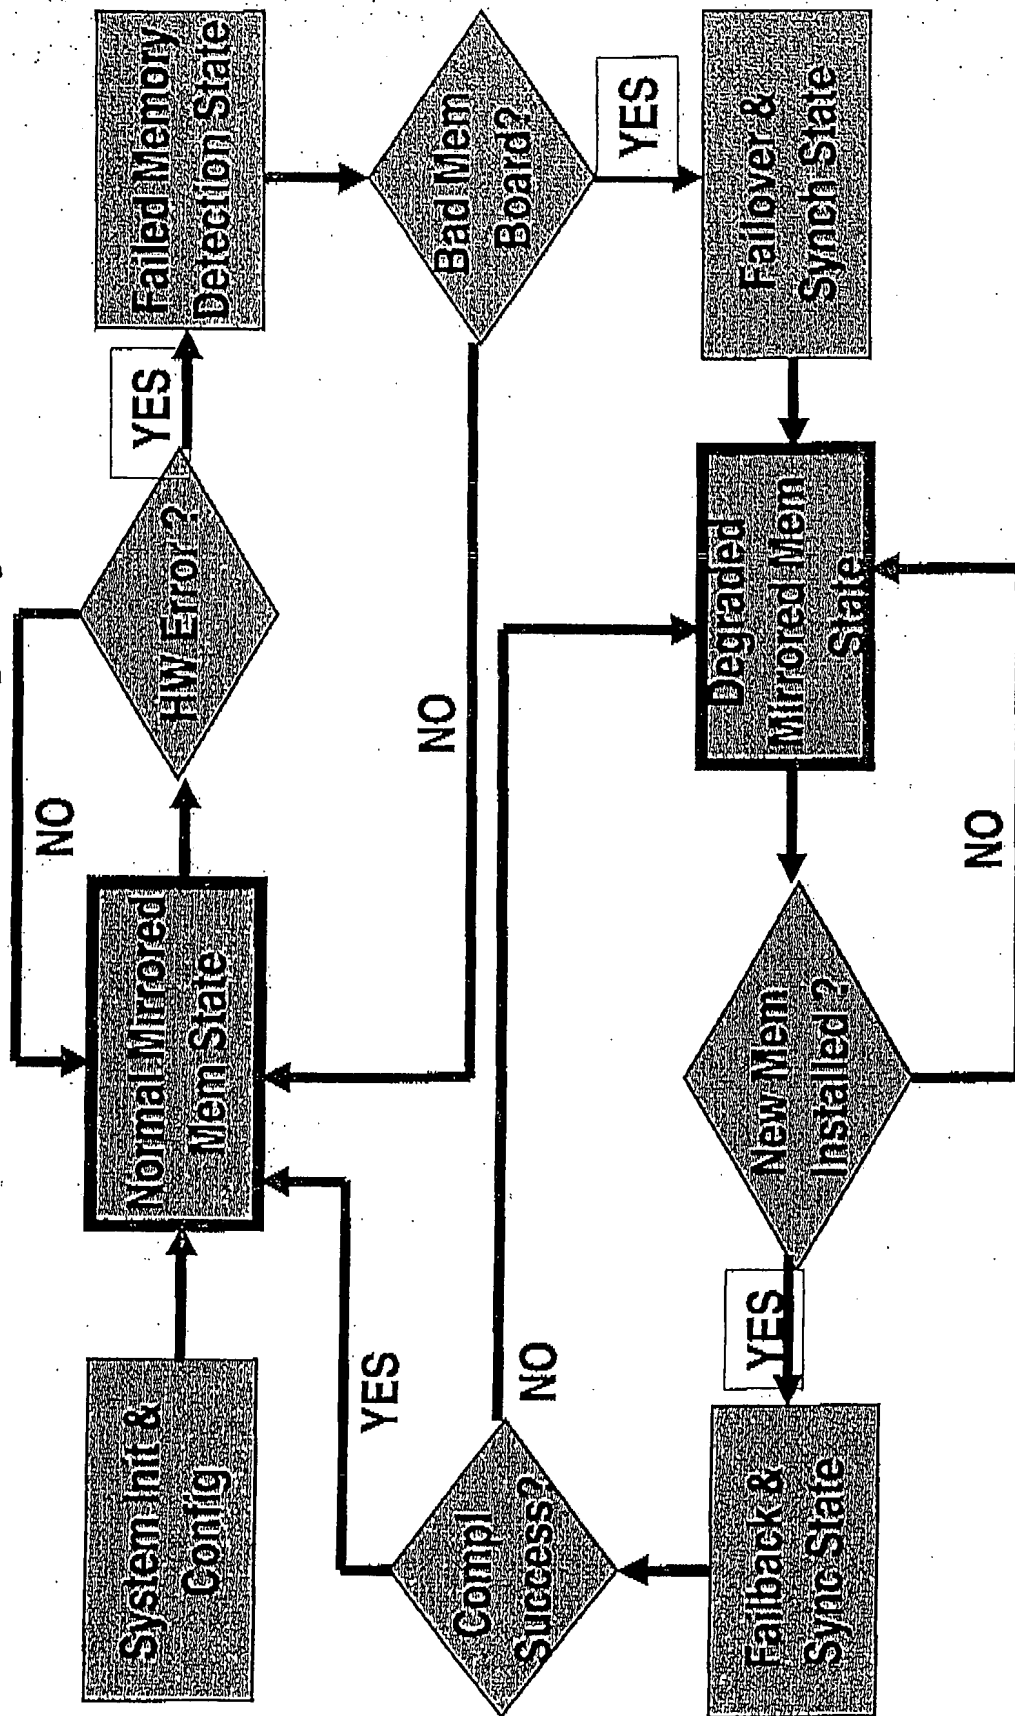 System Init &
Config
Normal Mirrored
Mem State
NO
HW Error ?
YES
Failed Memory
Detection State
Bad Mem
Board?
NO
YES
Failover &
Synch State
Degraded
Mirrored Mem
State
NO
New Mem
Installed ?
YES
Failback &
Sync State
Compl
Success?
YES
NO